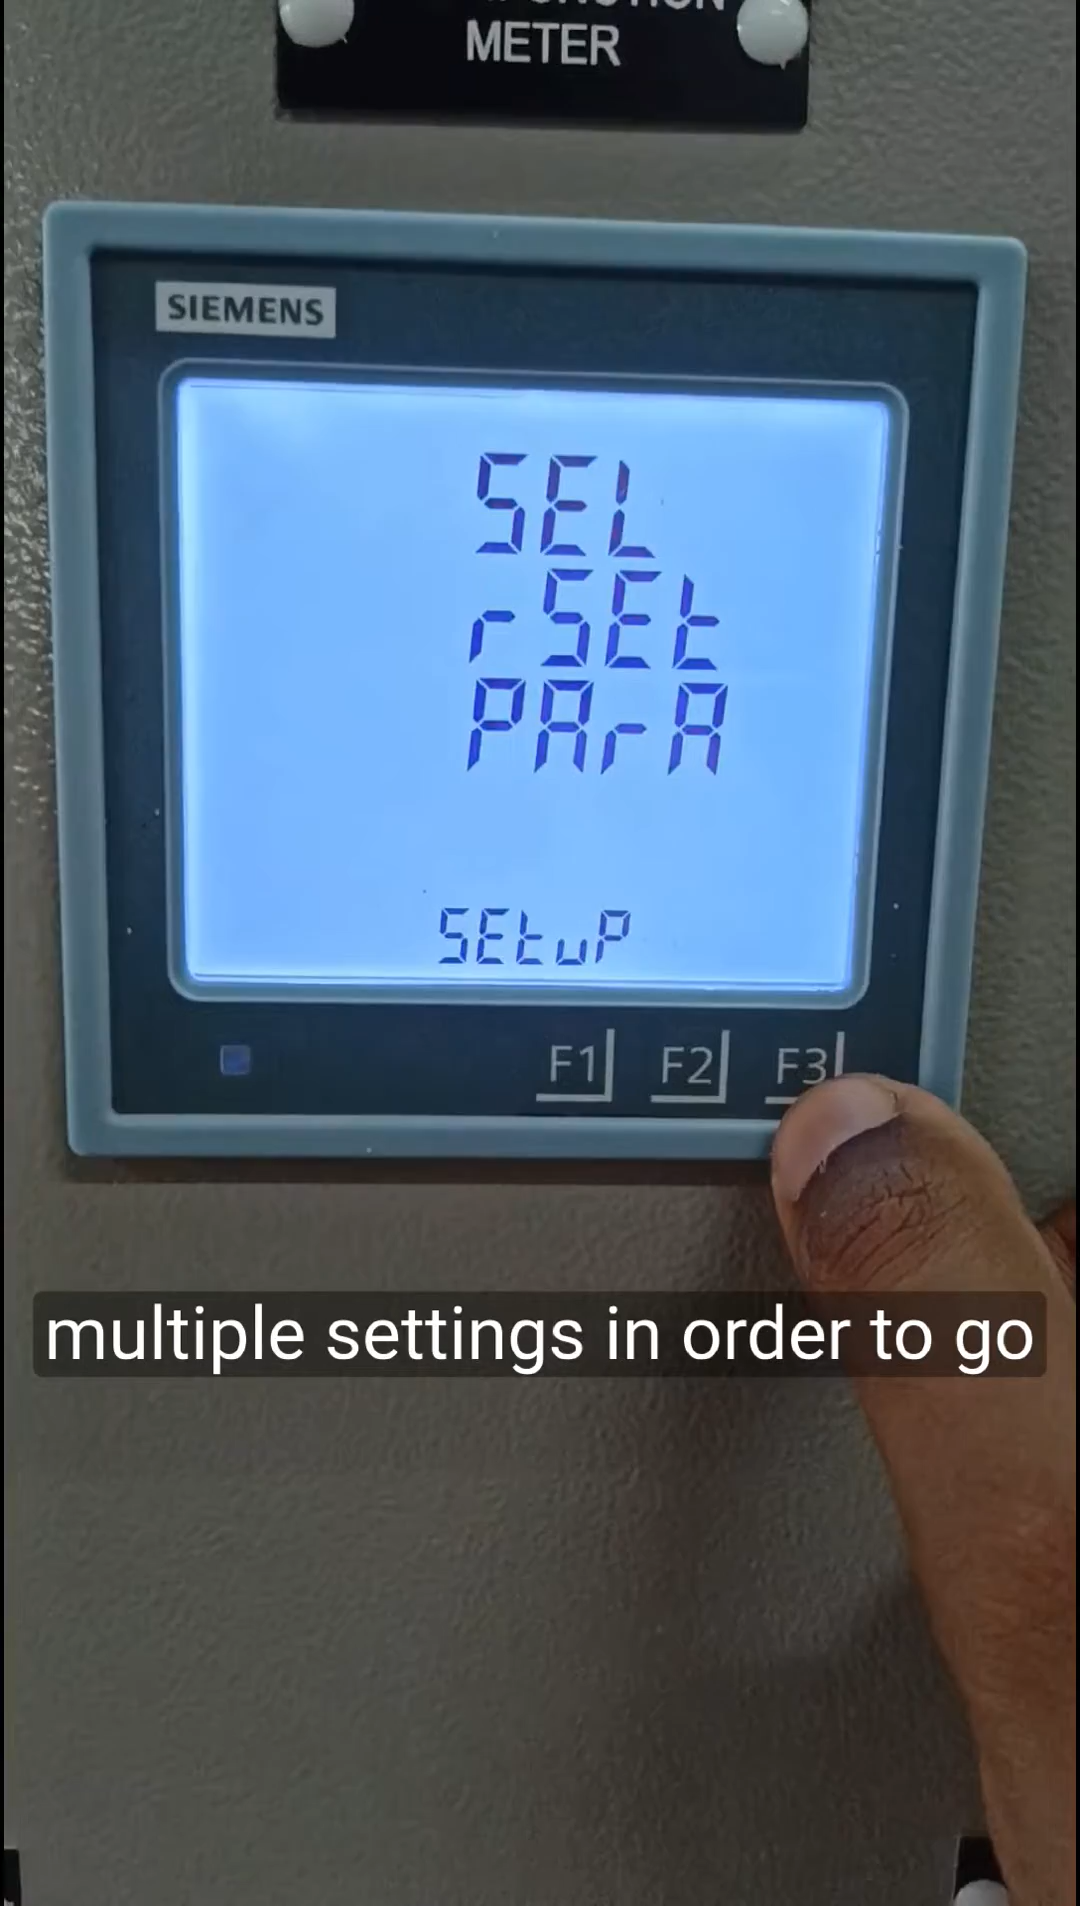 METER
SIEMENS
SEL
rSEt
PArA
SEtuP
F1 F2 F3
multiple settings in order to go